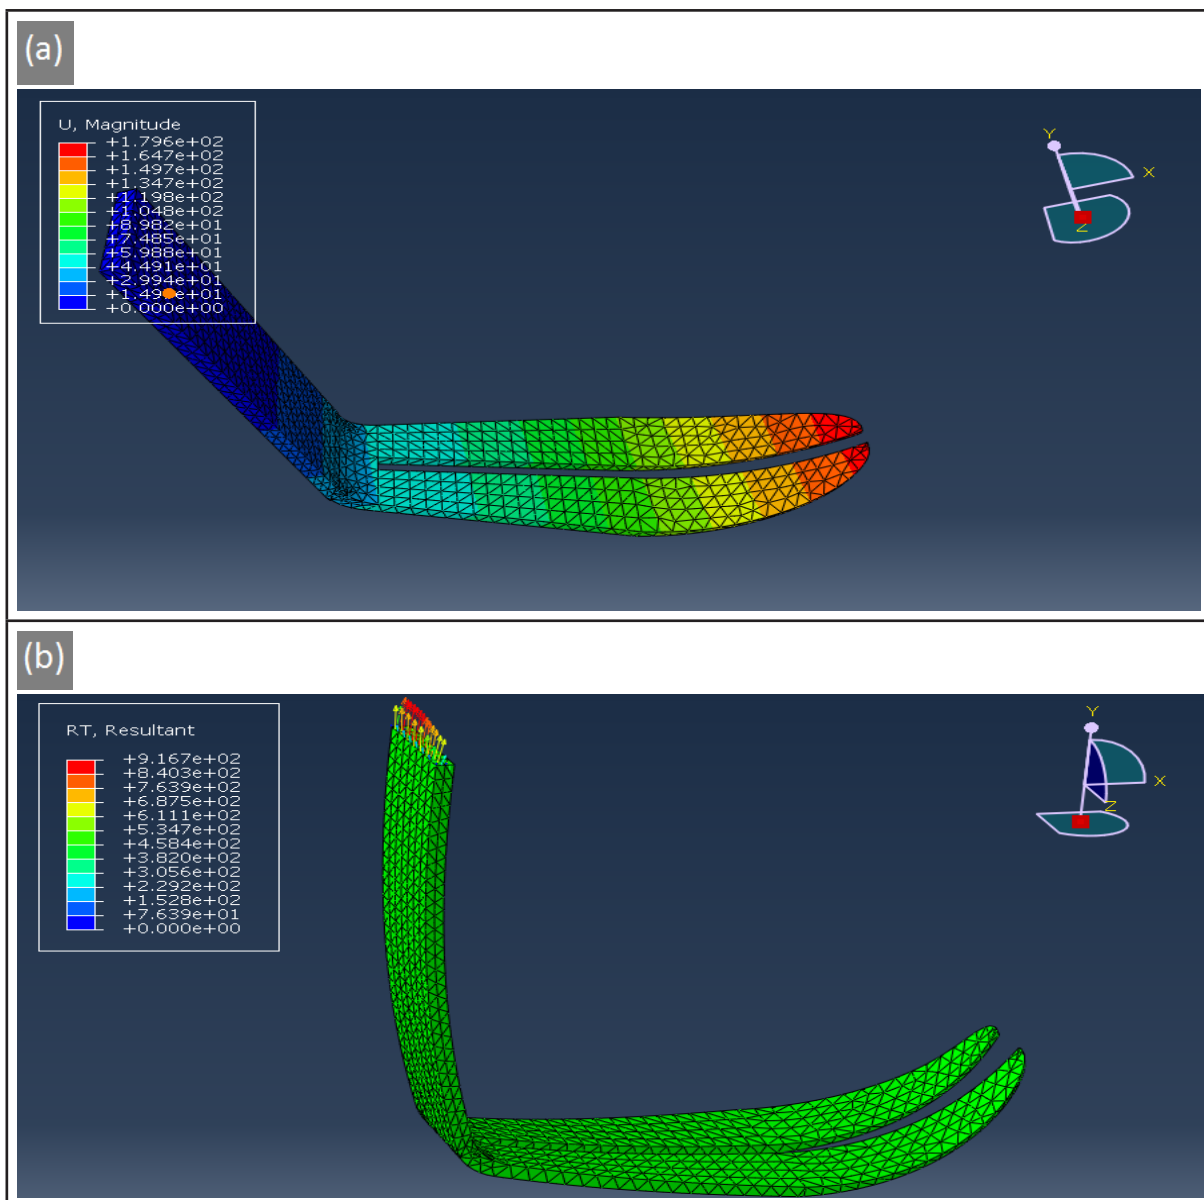 (a)
U, Magnitude
+1.796e+02
+1.647e+02
+1.497e+02
+1.347e+02
+1.198e+02
+1.048e+02
+8.982e+01
+7.485e+01
+5.988e+01
+4.491e+01
+2.994e+01
+0.000e+00
Y
X
Z
(b)
RT, Resultant
+9.167e+02
+8.403e+02
+7.639e+02
+6.875e+02
+6.111e+02
+5.347e+02
+4.584e+02
+3.820e+02
+3.056e+02
+2.292e+02
+1.528e+02
+7.639e+01
+0.000e+00
Y
X
Z